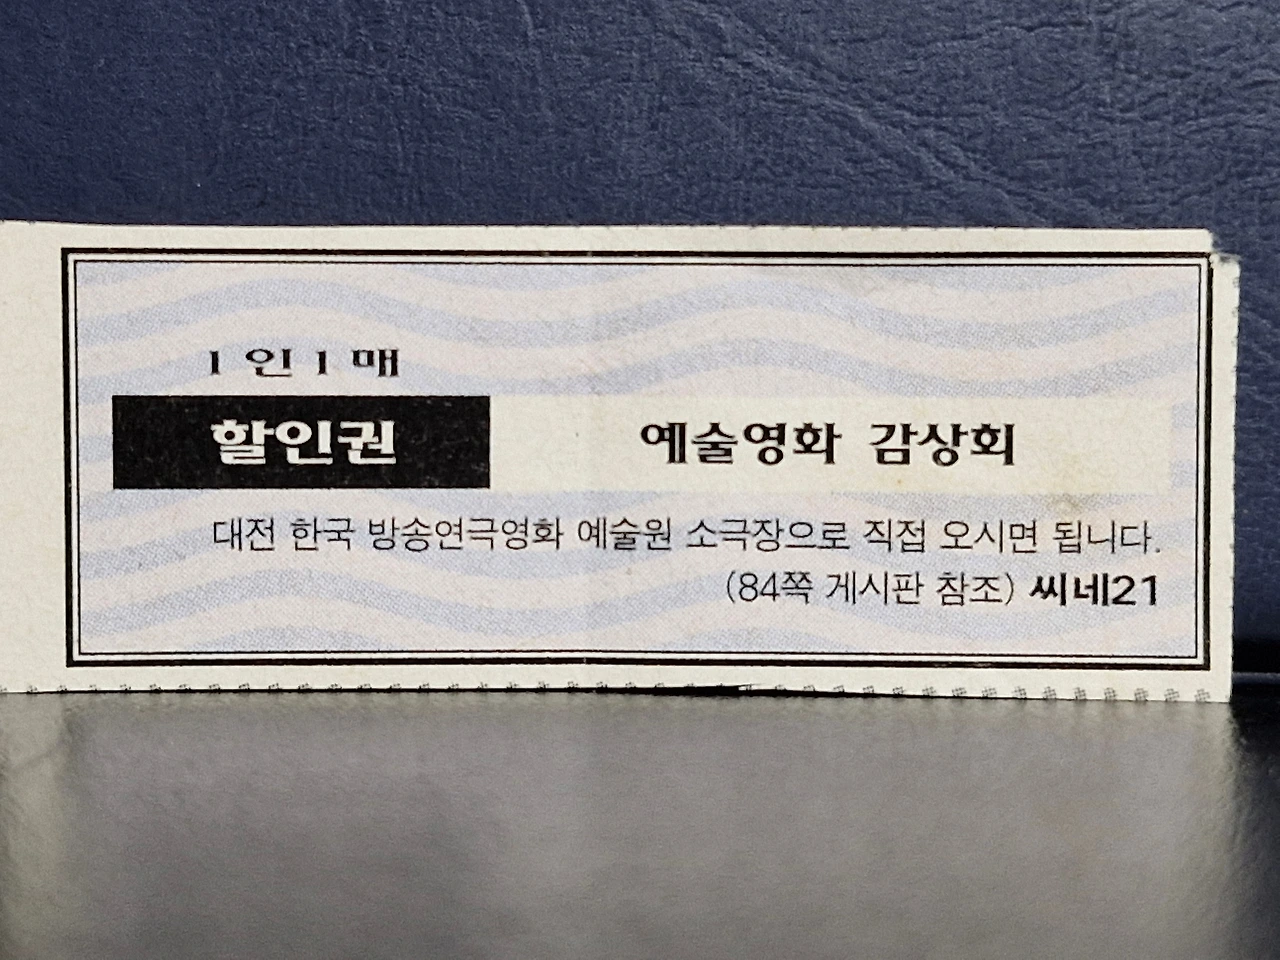 1인1매
할인권 예술영화 감상회
대전 한국 방송연극영화 예술원 소극장으로 직접 오시면 됩니다.
(84쪽 게시판 참조) 씨네21